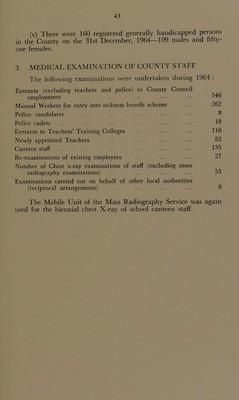 43
(v) There were 160 registered generally handicapped persons
in the County on the 31st December, 1964—109 males and fifty-
one females.
3. MEDICAL EXAMINATION OF COUNTY STAFF
The following examinations were undertaken during 1964 :
Entrants (excluding teachers and police) to County Council
employment ... 346
Manual Workers for entry into sickness benefit scheme ... 262
Police candidates ... 8
Police cadets ... 18
Entrants to Teachers' Training Colleges ... 116
Newly appointed Teachers ... 82
Canteen staff ... 135
Re-examinations of existing employees ... 27
Number of Chest x-ray examinations of staff (excluding mass
radiography examinations) ... 53
Examinations carried out on behalf of other local authorities
(reciprocal arrangements) ... 6
The Mobile Unit of the Mass Radiography Service was again
used for the biennial chest X-ray of school canteen staff.